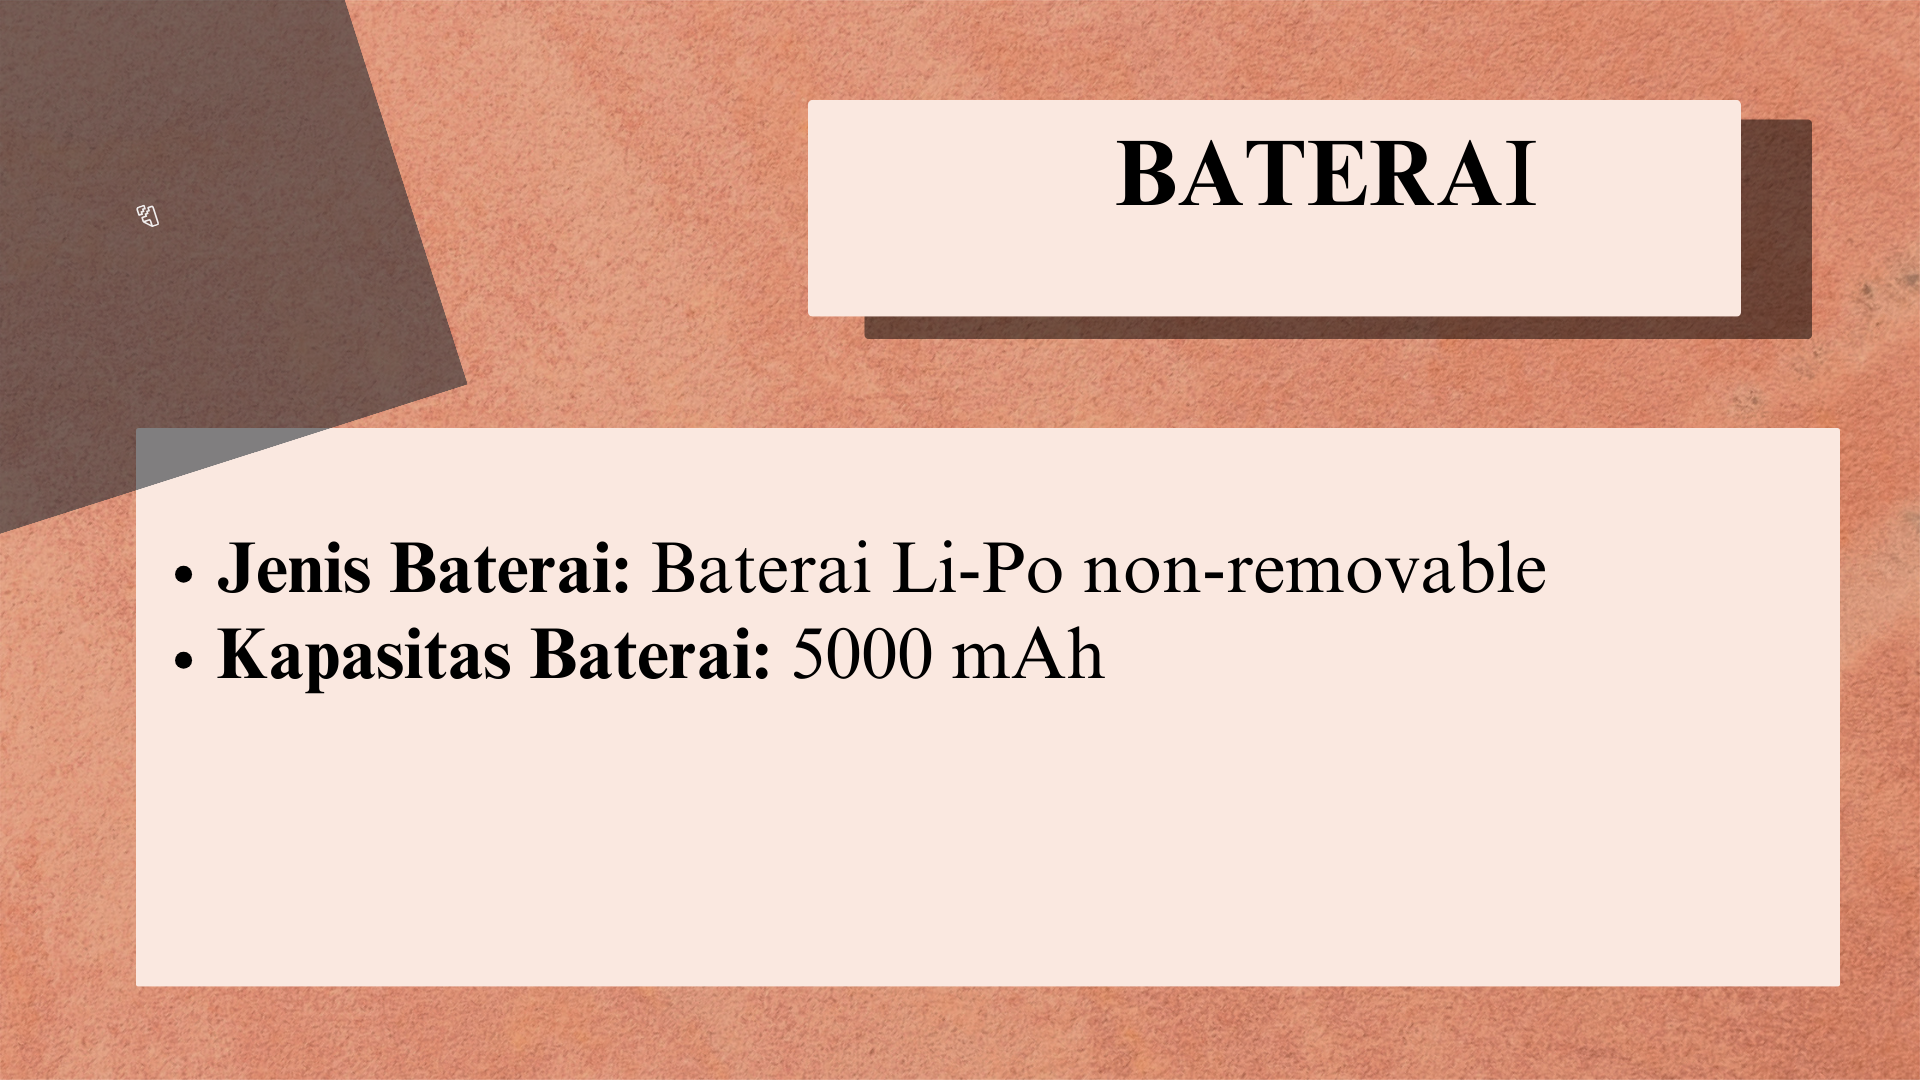 BATERAI
• Jenis Baterai: Baterai Li-Po non-removable
• Kapasitas Baterai: 5000 mAh